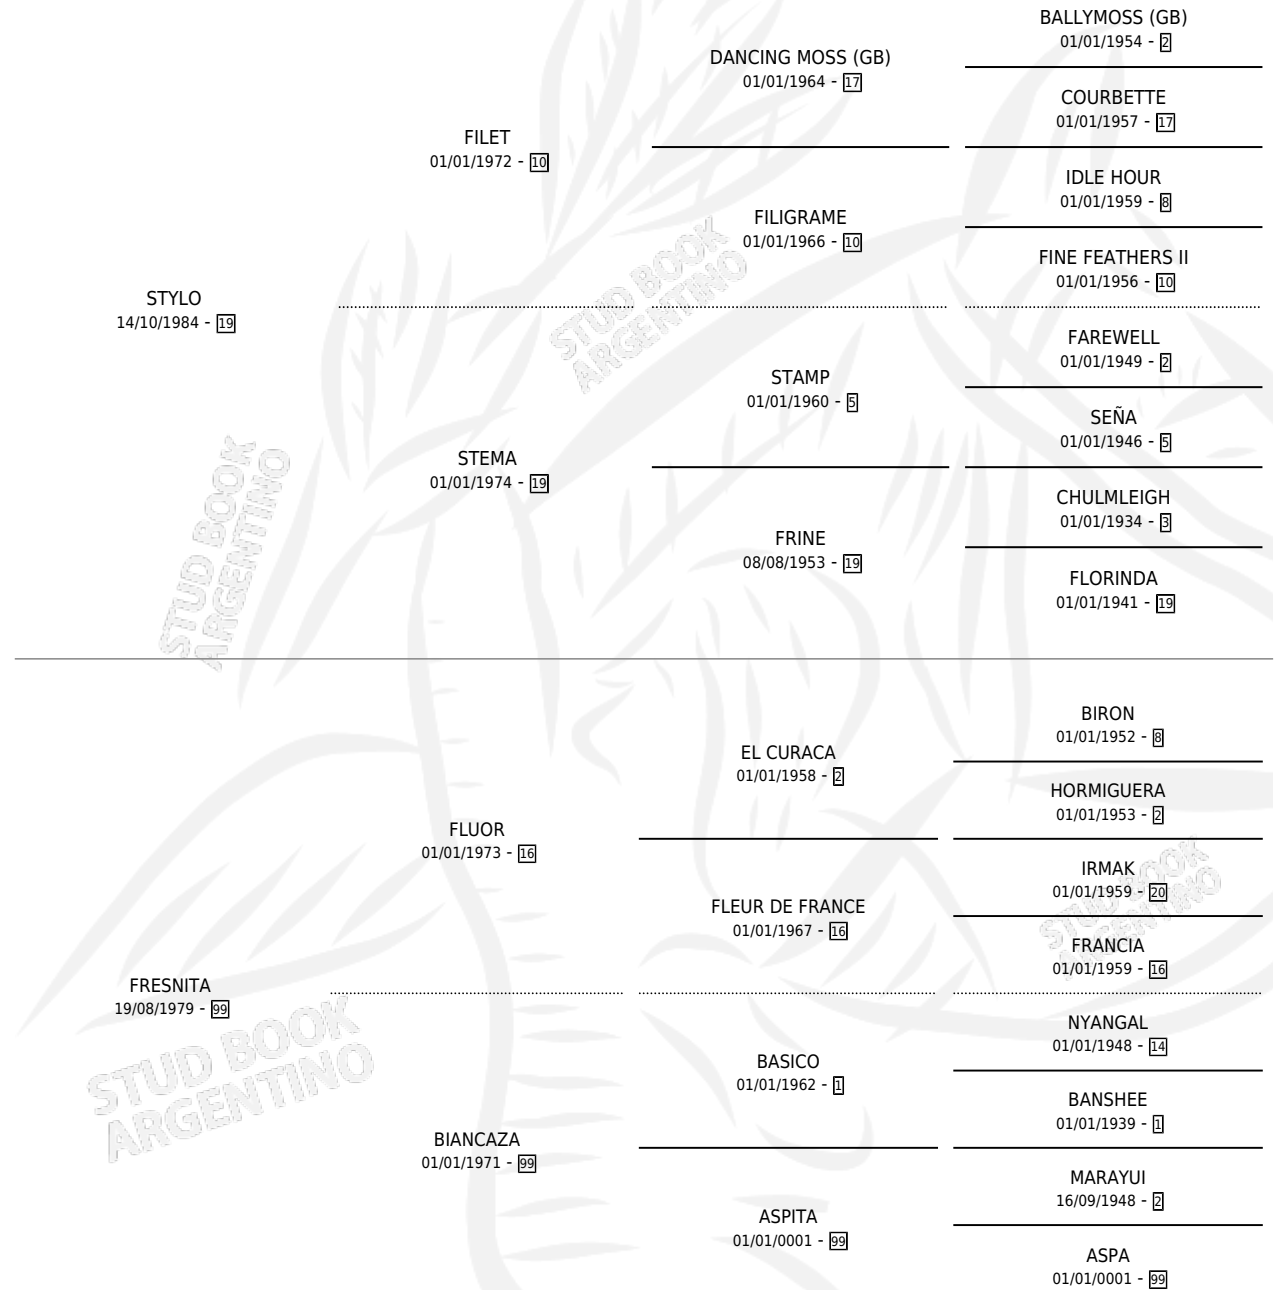 BALLYMOSS (GB)
01/01/1954 - 2
DANCING MOSS (GB)
01/01/1964 - 17
COURBETTE
01/01/1957 - 17
FILET
01/01/1972 - 10
IDLE HOUR
01/01/1959 - 8
FILIGRAME
01/01/1966 - 10
FINE FEATHERS II
01/01/1956 - 10
STYLO
14/10/1984 - 19
FAREWELL
01/01/1949 - 2
STAMP
01/01/1960 - 5
SEÑA
01/01/1946 - 5
STEMA
01/01/1974 - 19
CHULMLEIGH
01/01/1934 - 3
FRINE
08/08/1953 - 19
FLORINDA
01/01/1941 - 19
STUD BOOK
ARGENTINO
STUD BOOK
ARGENTINO
BIRON
01/01/1952 - 8
EL CURACA
01/01/1958 - 2
HORMIGUERA
01/01/1953 - 2
FLUOR
01/01/1973 - 16
IRMAK
01/01/1959 - 20
FLEUR DE FRANCE
01/01/1967 - 16
FRANCIA
01/01/1959 - 16
FRESNITA
19/08/1979 - 99
NYANGAL
01/01/1948 - 14
BASICO
01/01/1962 - 1
BANSHEE
01/01/1939 - 1
BIANCAZA
01/01/1971 - 99
MARAYUI
16/09/1948 - 2
ASPITA
01/01/0001 - 99
ASPA
01/01/0001 - 99
STUD BOOK
ARGENTINO
STUD BOOK
ARGENTINO